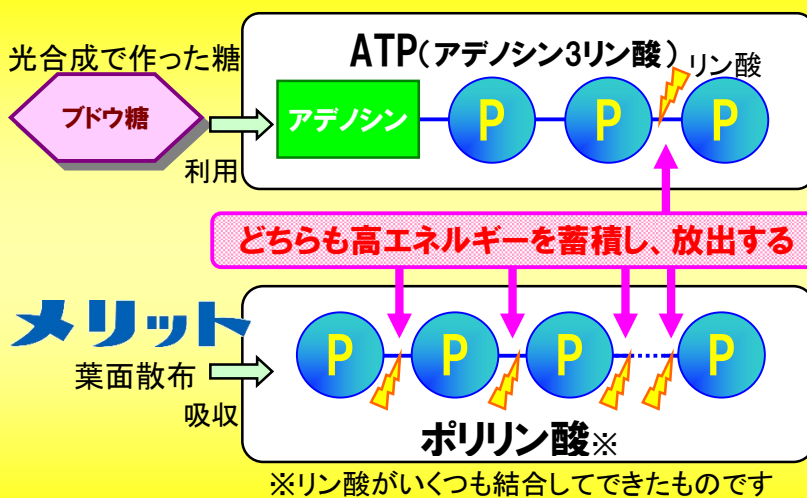 ATP(アデノシン3リン酸)
光合成で作った糖
リン酸
ブドウ糖
アデノシン
P
P
P
利用
どちらも高エネルギーを蓄積し、放出する
メリット
葉面散布
吸収
P
P
P
P
ポリリン酸※
※リン酸がいくつも結合してできたものです